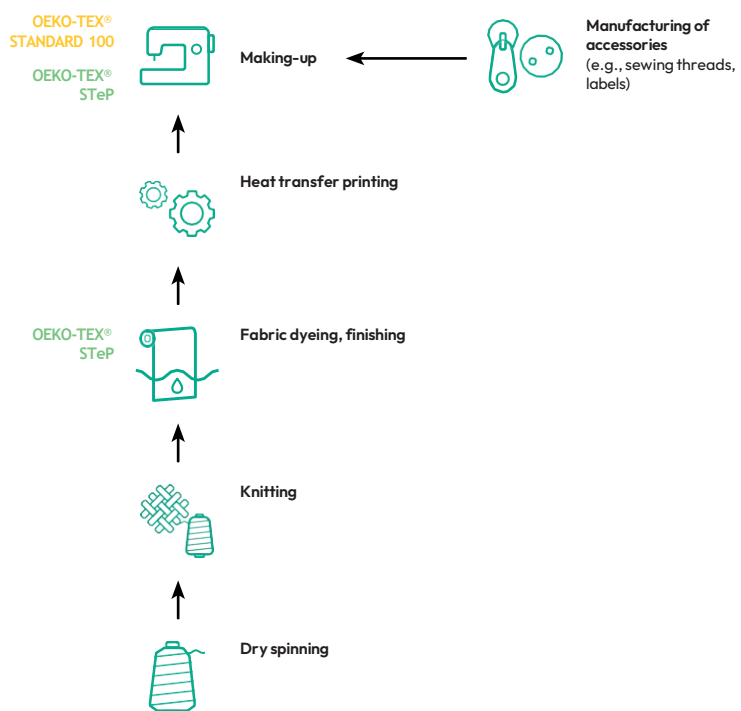 OEKO-TEX®
STANDARD 100
OEKO-TEX®
STeP
Making-up
Manufacturing of
accessories
(e.g., sewing threads,
labels)
Heat transfer printing
OEKO-TEX®
STeP
Fabric dyeing, finishing
Knitting
Dry spinning